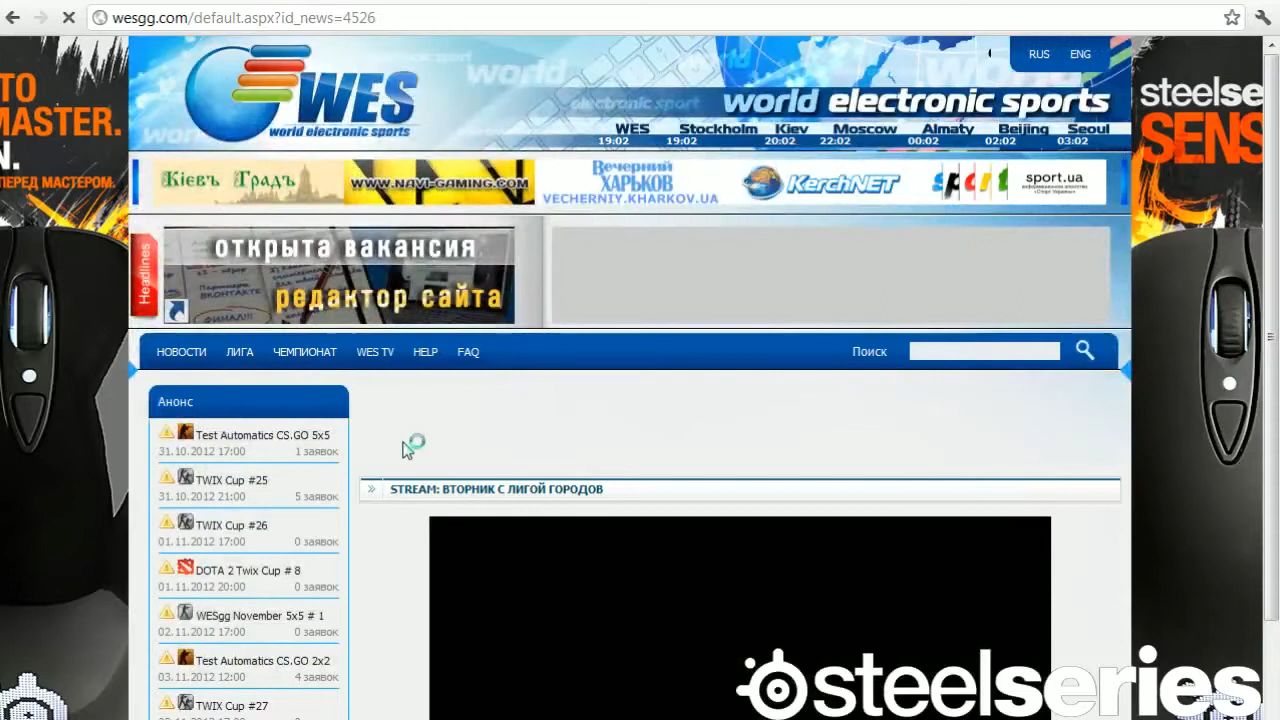 wesgg.com/default.aspx?id_news=4526
ТО
MASTER.
N.
ПЕРЕД МАСТЕРОМ.
WES
world electronic sports
world
electronic sport
world electronic sports
RUS ENG
WES Stockholm Kiev Moscow Almaty Beijing Seoul
19:02 19:02 20:02 22:02 00:02 02:02 03:02
steelse
SENS
Кіевъ Градъ
WWW.NAVI-GAMING.COM
Вечерний
ХАРЬКОВ
VECHERNIY.KHARKOV.UA
KerchNET
sport
sport.ua
Headlines
открыта вакансия
редактор сайта
НОВОСТИ ЛИГА ЧЕМПИОНАТ WES TV HELP FAQ Поиск
Анонс
Test Automatics CS.GO 5x5
31.10.2012 17:00 1 заявок
TWIX Cup #25
31.10.2012 21:00 5 заявок
TWIX Cup #26
01.11.2012 17:00 0 заявок
DOTA 2 Twix Cup # 8
01.11.2012 20:00 0 заявок
WESgg November 5x5 # 1
02.11.2012 17:00 0 заявок
Test Automatics CS.GO 2x2
03.11.2012 12:00 4 заявок
TWIX Cup #27
STREAM: ВТОРНИК С ЛИГОЙ ГОРОДОВ
steelseries